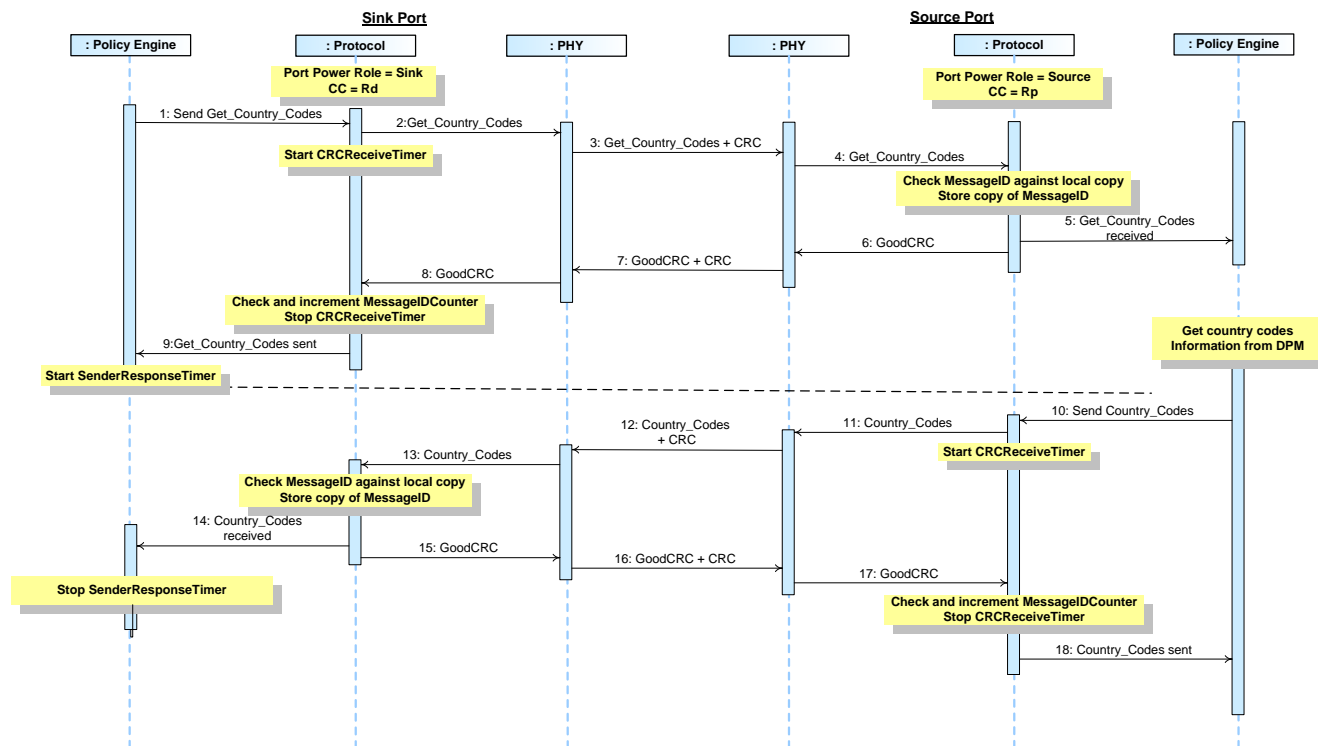 Sink Port
Source Port
: Policy Engine
: Protocol
: PHY
: PHY
: Protocol
: Policy Engine
Port Power Role = Sink
CC = Rd
Port Power Role = Source
CC = Rp
1: Send Get_Country_Codes
2:Get_Country_Codes
Start CRCReceiveTimer
3: Get_Country_Codes + CRC
4: Get_Country_Codes
Check MessageID against local copy
Store copy of MessageID
5: Get_Country_Codes
received
6: GoodCRC
7: GoodCRC + CRC
8: GoodCRC
Check and increment MessageIDCounter
Stop CRCReceiveTimer
9:Get_Country_Codes sent
Start SenderResponseTimer
Get country codes
Information from DPM
10: Send Country_Codes
11: Country_Codes
Start CRCReceiveTimer
12: Country_Codes
+ CRC
13: Country_Codes
Check MessageID against local copy
Store copy of MessageID
14: Country_Codes
received
15: GoodCRC
16: GoodCRC + CRC
17: GoodCRC
Stop SenderResponseTimer
Check and increment MessageIDCounter
Stop CRCReceiveTimer
18: Country_Codes sent